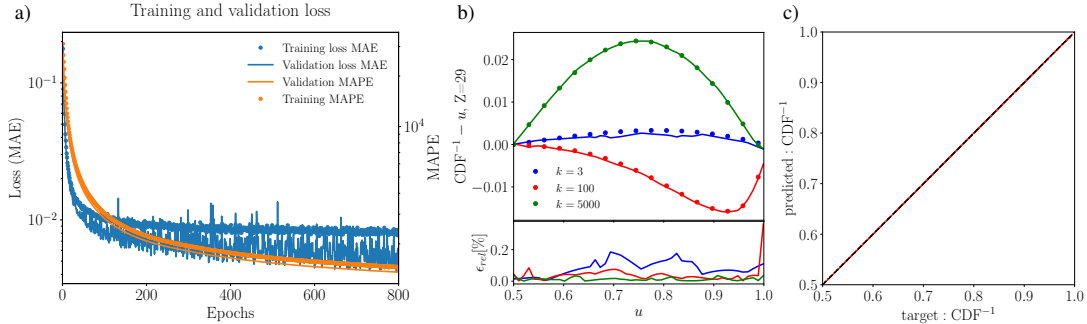 a)
Training and validation loss
Training loss MAE
Validation loss MAE
Validation MAPE
Training MAPE
10⁻¹
10⁻²
10⁴
Loss (MAE)
MAPE
0 200 400 600 800
Epochs
b)
0.02
0.01
0.00
−0.01
CDF⁻¹ − u, Z=29
k = 3
k = 100
k = 5000
0.2
0.0
ϵrel[%]
0.5 0.6 0.7 0.8 0.9 1.0
u
c)
1.0
0.9
0.8
0.7
0.6
0.5
predicted : CDF⁻¹
0.5 0.6 0.7 0.8 0.9 1.0
target : CDF⁻¹